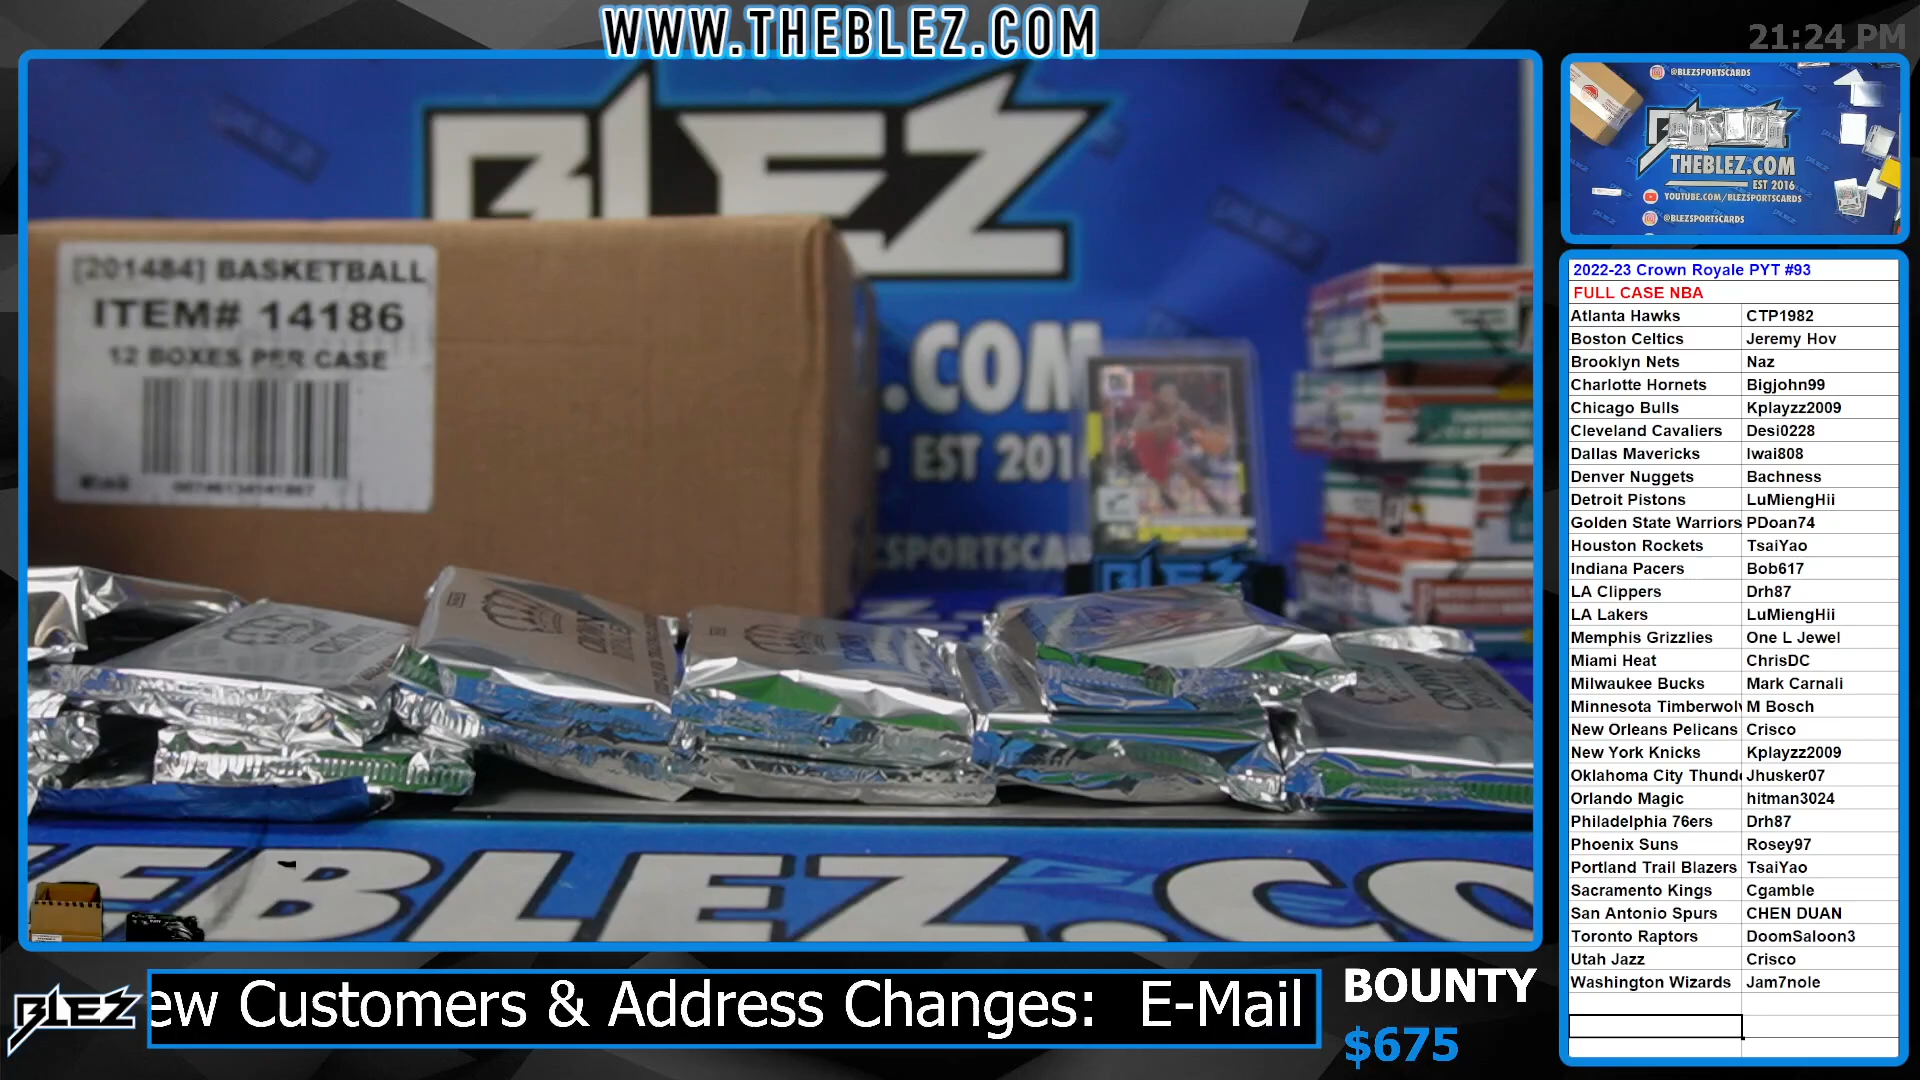 WWW.THEBLEZ.COM
21:24 PM
BLEZ
[201484] BASKETBALL
ITEM# 14186
12 BOXES PER CASE
.COM
EST 201
@BLEZSPORTSCARDS
THEBLEZ.COM
EST 2016
YOUTUBE.COM/BLEZSPORTSCARDS
@BLEZSPORTSCARDS
2022-23 Crown Royale PYT #93
FULL CASE NBA
Atlanta Hawks CTP1982
Boston Celtics Jeremy Hov
Brooklyn Nets Naz
Charlotte Hornets Bigjohn99
Chicago Bulls Kplayzz2009
Cleveland Cavaliers Desi0228
Dallas Mavericks Iwai808
Denver Nuggets Bachness
Detroit Pistons LuMiengHii
Golden State Warriors PDoan74
Houston Rockets TsaiYao
Indiana Pacers Bob617
LA Clippers Drh87
LA Lakers LuMiengHii
Memphis Grizzlies One L Jewel
Miami Heat ChrisDC
Milwaukee Bucks Mark Carnali
Minnesota Timberwolv M Bosch
New Orleans Pelicans Crisco
New York Knicks Kplayzz2009
Oklahoma City Thund Jhusker07
Orlando Magic hitman3024
Philadelphia 76ers Drh87
Phoenix Suns Rosey97
Portland Trail Blazers TsaiYao
Sacramento Kings Cgamble
San Antonio Spurs CHEN DUAN
Toronto Raptors DoomSaloon3
Utah Jazz Crisco
Washington Wizards Jam7nole
LZSPORTSCA
BLEZ
HEBLEZ.CO
BLEZ
ew Customers & Address Changes: E-Mail
BOUNTY
$675